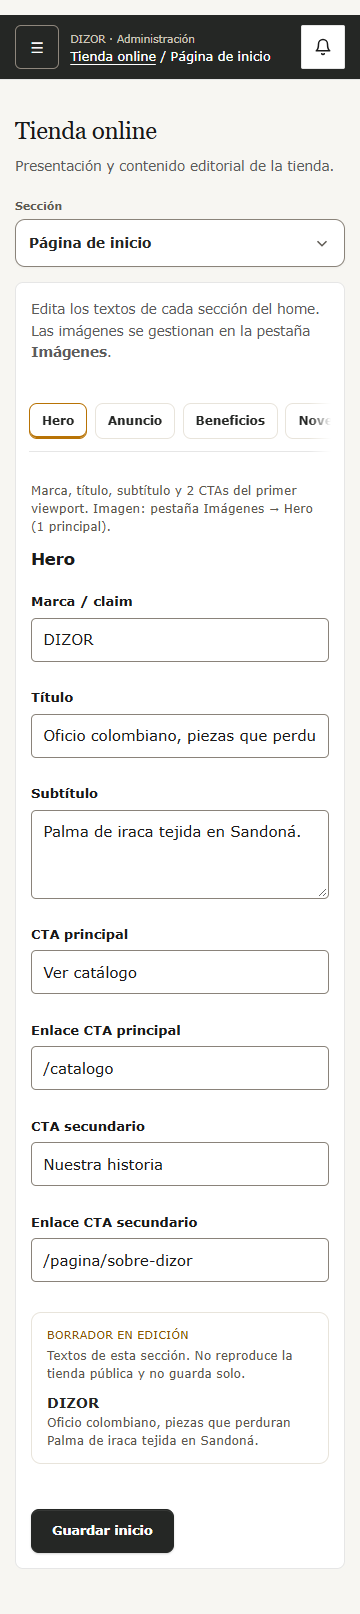 DIZOR · Administración
Tienda online / Página de inicio
Tienda online
Presentación y contenido editorial de la tienda.
Sección
Página de inicio
Edita los textos de cada sección del home.
Las imágenes se gestionan en la pestaña
Imágenes.
Hero
Anuncio
Beneficios
Nove
Marca, título, subtítulo y 2 CTAs del primer
viewport. Imagen: pestaña Imágenes → Hero
(1 principal).
Hero
Marca / claim
DIZOR
Título
Oficio colombiano, piezas que perdu
Subtítulo
Palma de iraca tejida en Sandoná.
CTA principal
Ver catálogo
Enlace CTA principal
/catalogo
CTA secundario
Nuestra historia
Enlace CTA secundario
/pagina/sobre-dizor
BORRADOR EN EDICIÓN
Textos de esta sección. No reproduce la
tienda pública y no guarda solo.
DIZOR
Oficio colombiano, piezas que perduran
Palma de iraca tejida en Sandoná.
Guardar inicio